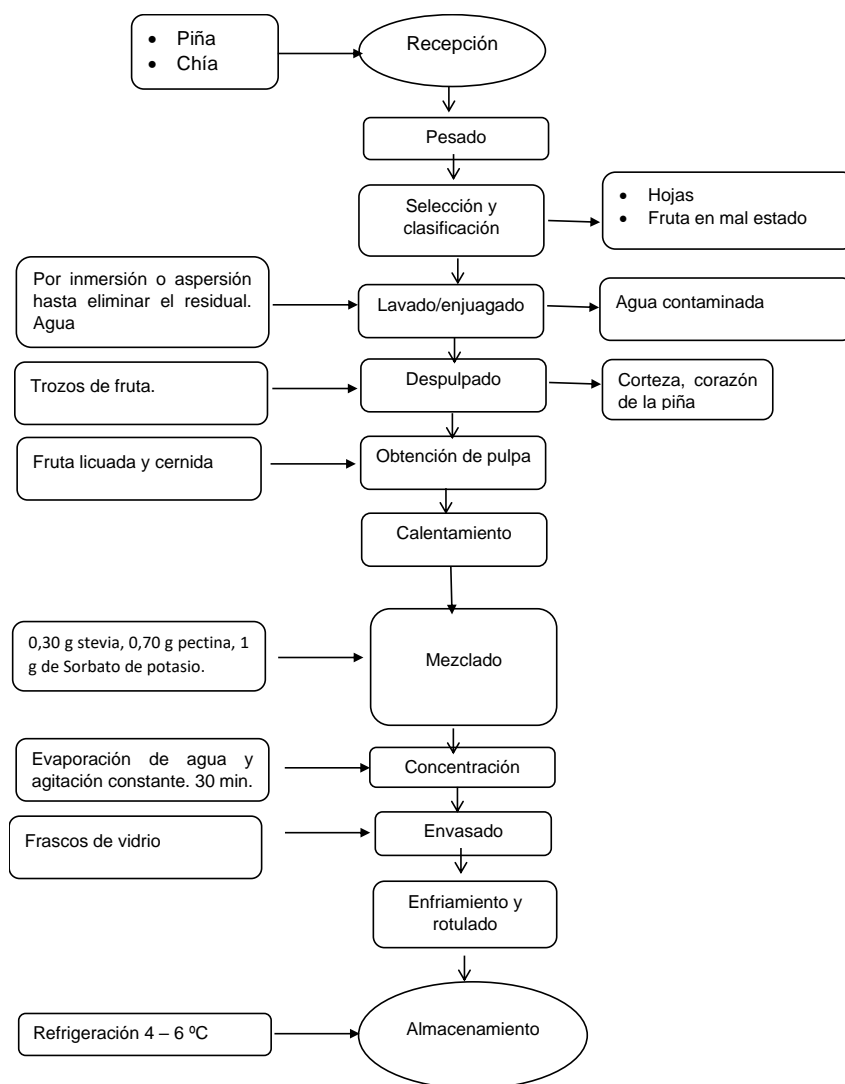 • Piña
• Chía
Recepción
Pesado
Selección y
clasificación
• Hojas
• Fruta en mal estado
Por inmersión o aspersión
hasta eliminar el residual.
Agua
Lavado/enjuagado
Agua contaminada
Trozos de fruta.
Despulpado
Corteza, corazón
de la piña
Fruta licuada y cernida
Obtención de pulpa
Calentamiento
0,30 g stevia, 0,70 g pectina, 1
g de Sorbato de potasio.
Mezclado
Evaporación de agua y
agitación constante. 30 min.
Concentración
Frascos de vidrio
Envasado
Enfriamiento y
rotulado
Refrigeración 4 – 6 ºC
Almacenamiento